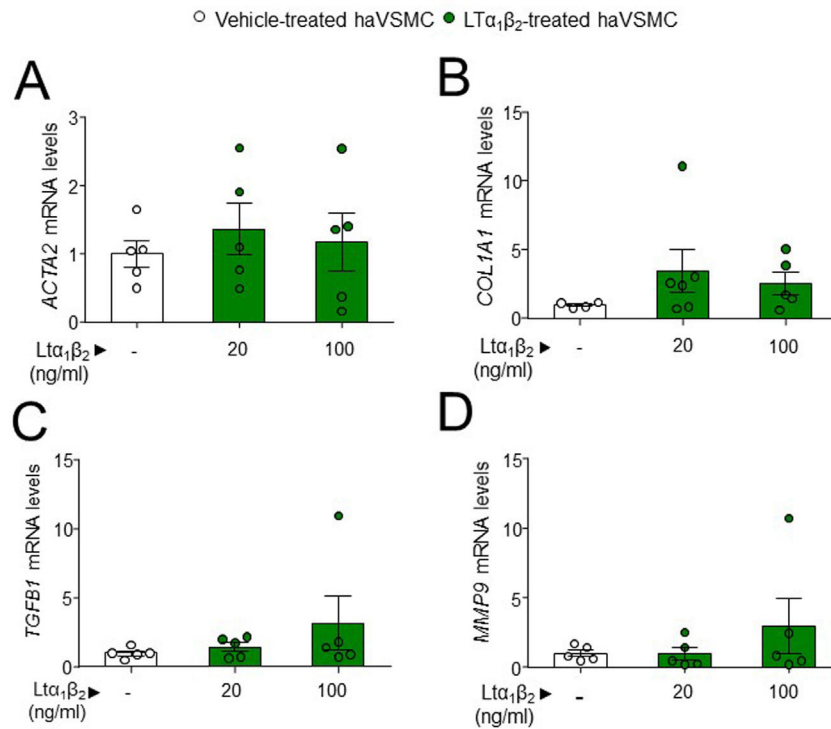 Vehicle-treated haVSMC LTα₁β₂-treated haVSMC
A
ACTA2 mRNA levels
3
2
1
0
Ltα₁β₂ ► - 20 100
(ng/ml)
B
COL1A1 mRNA levels
15
10
5
0
Ltα₁β₂ ► - 20 100
(ng/ml)
C
TGFB1 mRNA levels
15
10
5
0
Ltα₁β₂ ► - 20 100
(ng/ml)
D
MMP9 mRNA levels
15
10
5
0
Ltα₁β₂ ► - 20 100
(ng/ml)